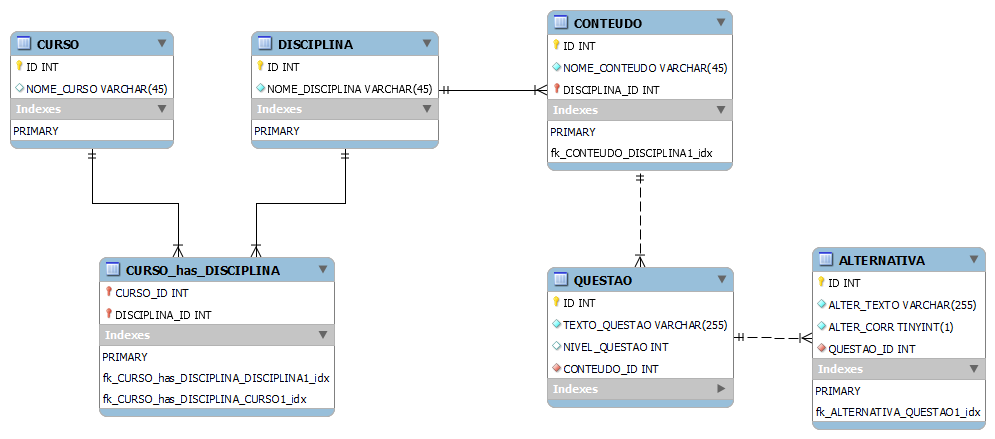 CURSO
ID INT
NOME_CURSO VARCHAR(45)
Indexes
PRIMARY
DISCIPLINA
ID INT
NOME_DISCIPLINA VARCHAR(45)
Indexes
PRIMARY
CONTEUDO
ID INT
NOME_CONTEUDO VARCHAR(45)
DISCIPLINA_ID INT
Indexes
PRIMARY
fk_CONTEUDO_DISCIPLINA1_idx
CURSO_has_DISCIPLINA
CURSO_ID INT
DISCIPLINA_ID INT
Indexes
PRIMARY
fk_CURSO_has_DISCIPLINA_DISCIPLINA1_idx
fk_CURSO_has_DISCIPLINA_CURSO1_idx
QUESTAO
ID INT
TEXTO_QUESTAO VARCHAR(255)
NIVEL_QUESTAO INT
CONTEUDO_ID INT
Indexes
ALTERNATIVA
ID INT
ALTER_TEXTO VARCHAR(255)
ALTER_CORR TINYINT(1)
QUESTAO_ID INT
Indexes
PRIMARY
fk_ALTERNATIVA_QUESTAO1_idx